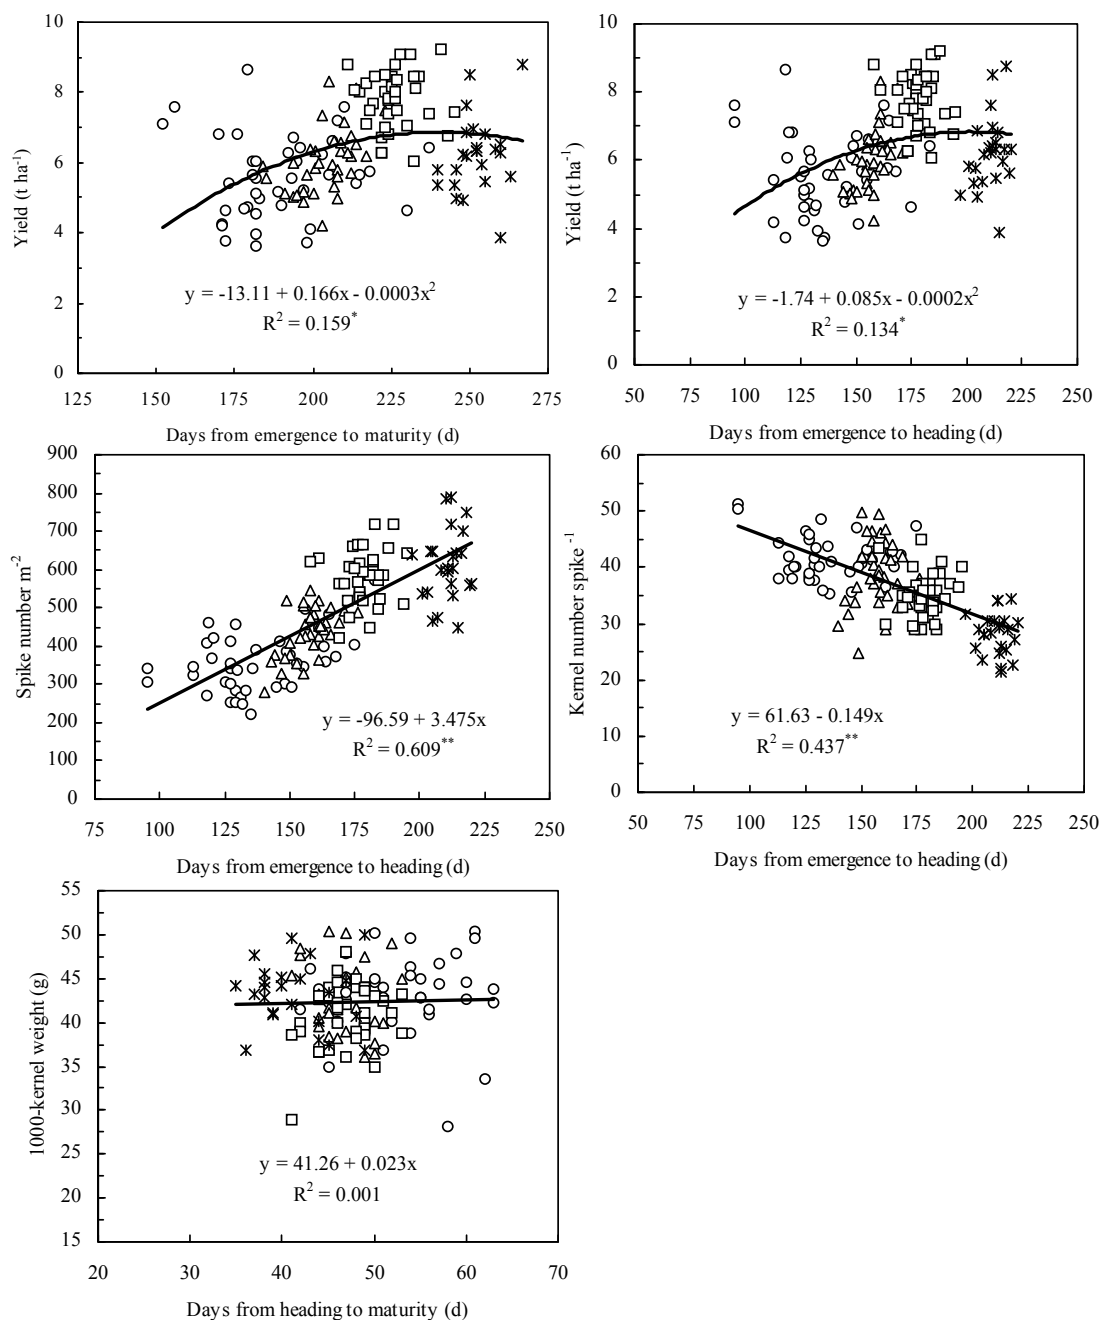 10
8
6
4
2
0
Yield (t ha-1)
y = -13.11 + 0.166x - 0.0003x2
R2 = 0.159*
125 150 175 200 225 250 275
Days from emergence to maturity (d)
10
8
6
4
2
0
Yield (t ha-1)
y = -1.74 + 0.085x - 0.0002x2
R2 = 0.134*
50 75 100 125 150 175 200 225 250
Days from emergence to heading (d)
900
800
700
600
500
400
300
200
100
0
Spike number m-2
y = -96.59 + 3.475x
R2 = 0.609**
75 100 125 150 175 200 225 250
Days from emergence to heading (d)
60
50
40
30
20
10
0
Kernel number spike-1
y = 61.63 - 0.149x
R2 = 0.437**
50 75 100 125 150 175 200 225 250
Days from emergence to heading (d)
55
50
45
40
35
30
25
20
15
1000-kernel weight (g)
y = 41.26 + 0.023x
R2 = 0.001
20 30 40 50 60 70
Days from heading to maturity (d)